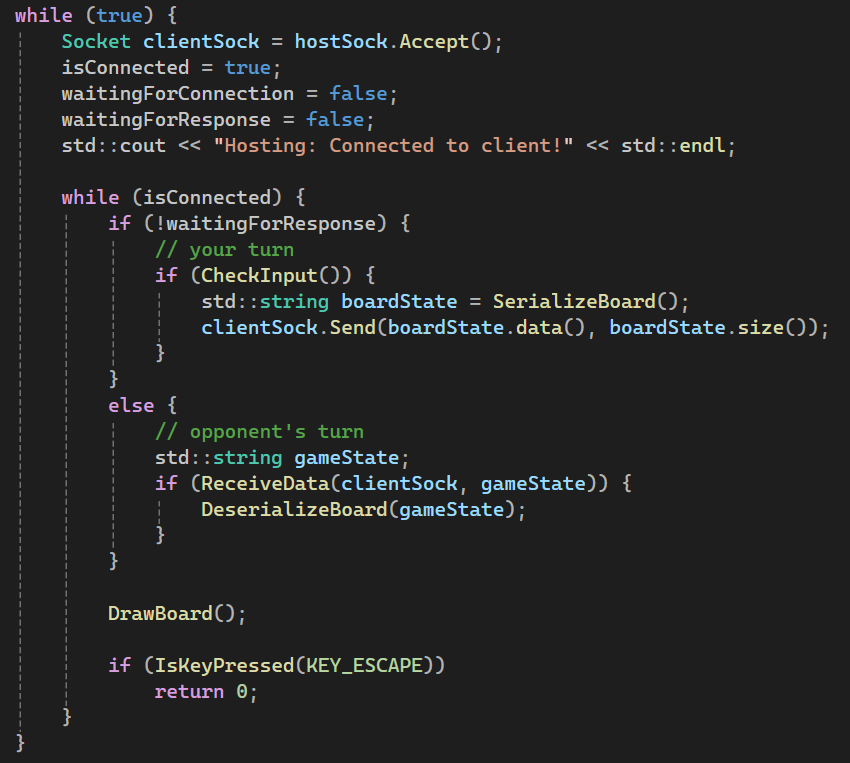 while (true) {
    Socket clientSock = hostSock.Accept();
    isConnected = true;
    waitingForConnection = false;
    waitingForResponse = false;
    std::cout << "Hosting: Connected to client!" << std::endl;

    while (isConnected) {
        if (!waitingForResponse) {
            // your turn
            if (CheckInput()) {
                std::string boardState = SerializeBoard();
                clientSock.Send(boardState.data(), boardState.size());
            }
        }
        else {
            // opponent's turn
            std::string gameState;
            if (ReceiveData(clientSock, gameState)) {
                DeserializeBoard(gameState);
            }
        }

        DrawBoard();

        if (IsKeyPressed(KEY_ESCAPE))
            return 0;
    }
}